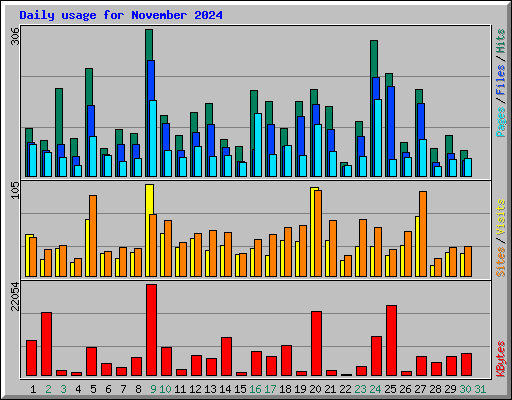 Daily usage for November 2024
306
Pages / Files / Hits
105
Sites / Visits
22054
KBytes
1 2 3 4 5 6 7 8 9 10 11 12 13 14 15 16 17 18 19 20 21 22 23 24 25 26 27 28 29 30 31